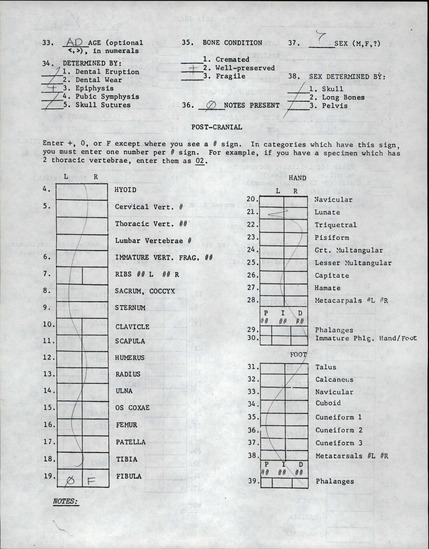 33. AD AGE (optional
<,>), in numerals
34. DETERMINED BY:
1. Dental Eruption
2. Dental Wear
+ 3. Epiphysis
4. Pubic Symphysis
5. Skull Sutures
35. BONE CONDITION
1. Cremated
+ 2. Well-preserved
3. Fragile
36. Ø NOTES PRESENT
37. ? SEX (M,F,?)
38. SEX DETERMINED BY:
1. Skull
2. Long Bones
3. Pelvis
POST-CRANIAL
Enter +, 0, or F except where you see a # sign. In categories which have this sign,
you must enter one number per # sign. For example, if you have a specimen which has
2 thoracic vertebrae, enter them as 02.
L R
4. HYOID
5. Cervical Vert. #
Thoracic Vert. ##
Lumbar Vertebrae #
6. IMMATURE VERT. FRAG. ##
7. RIBS ## L ## R
8. SACRUM, COCCYX
9. STERNUM
10. CLAVICLE
11. SCAPULA
12. HUMERUS
13. RADIUS
14. ULNA
15. OS COXAE
16. FEMUR
17. PATELLA
18. TIBIA
19. Ø F FIBULA
NOTES:
HAND
L R
20. Navicular
21. Lunate
22. Triquetral
23. Pisiform
24. Grt. Multangular
25. Lesser Multangular
26. Capitate
27. Hamate
28. Metacarpals #L #R
P I D
## ## ##
29. Phalanges
30. Immature Phlg. Hand/Foot
FOOT
31. Talus
32. Calcaneus
33. Navicular
34. Cuboid
35. Cuneiform 1
36. Cuneiform 2
37. Cuneiform 3
38. Metatarsals #L #R
P I D
## ## ##
39. Phalanges